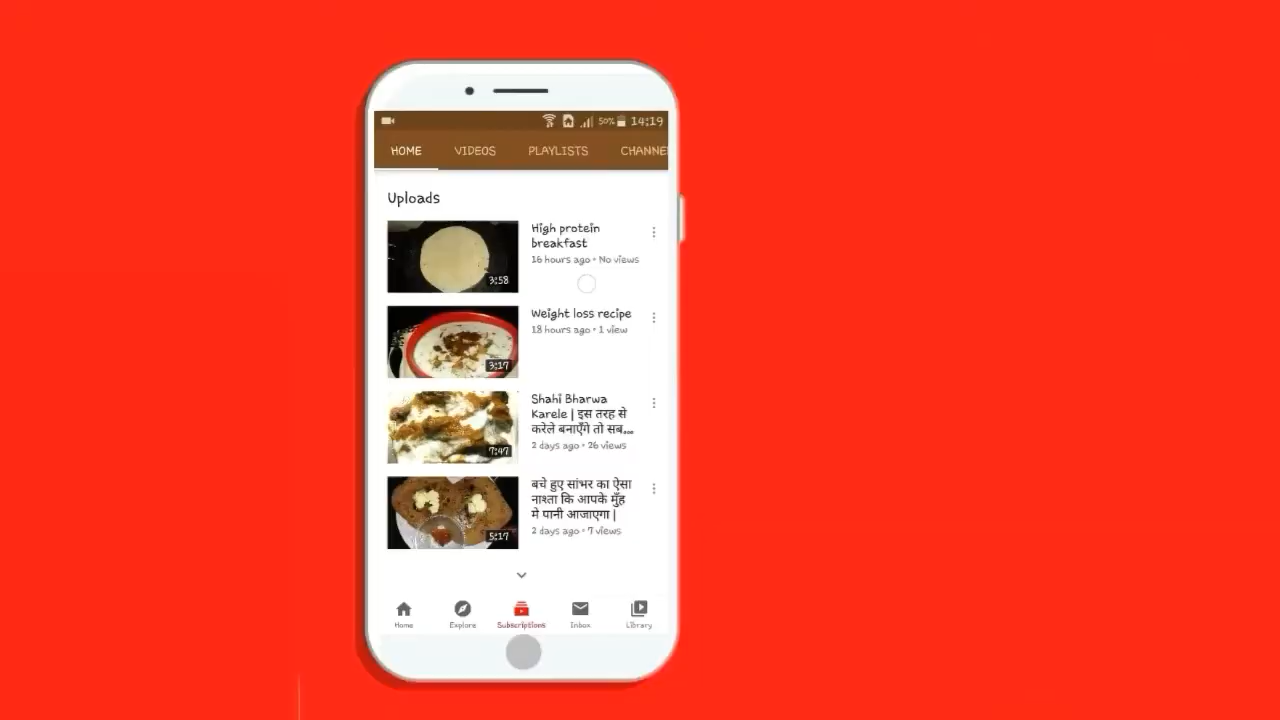 50% 14:19
HOME VIDEOS PLAYLISTS CHANNE
Uploads
High protein
breakfast
16 hours ago • No views
3:58
Weight loss recipe
18 hours ago • 1 view
3:17
Shahi Bharwa
Karele | इस तरह से
करेले बनाएँगे तो सब...
2 days ago • 26 views
7:47
बचे हुए सांभर का ऐसा
नाश्ता कि आपके मुँह
मे पानी आजाएगा |
2 days ago • 7 views
5:17
Home Explore Subscriptions Inbox Library